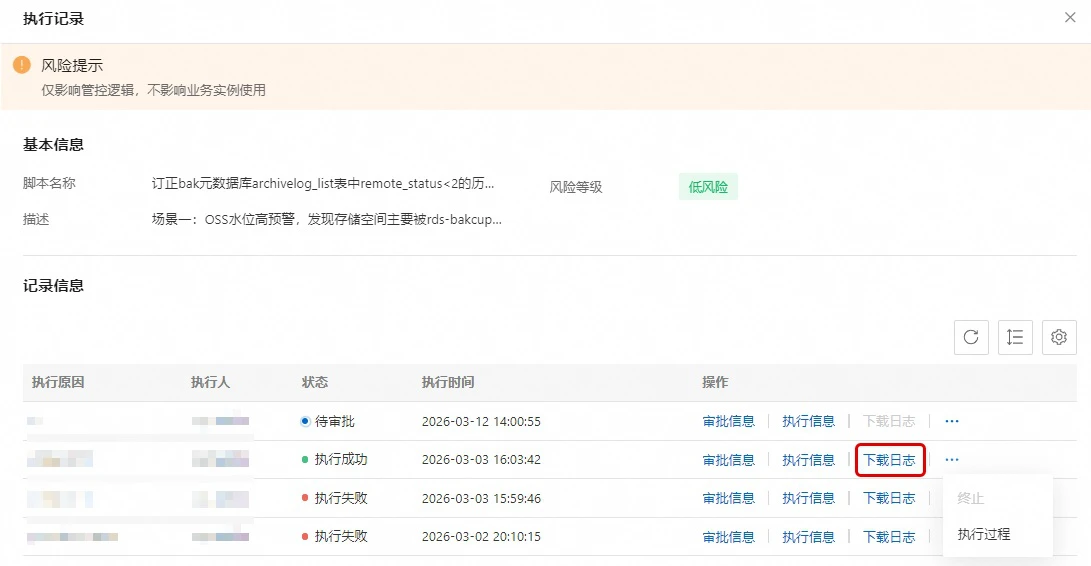 执行记录
风险提示
仅影响管控逻辑，不影响业务实例使用
基本信息
脚本名称 订正bak元数据库archivelog_list表中remote_status<2的历... 风险等级 低风险
描述 场景一：OSS水位高预警，发现存储空间主要被rds-bakcup...
记录信息
执行原因 执行人 状态 执行时间 操作
待审批 2026-03-12 14:00:55 审批信息 执行信息 下载日志 ...
执行成功 2026-03-03 16:03:42 审批信息 执行信息 下载日志 ...
执行失败 2026-03-03 15:59:46 审批信息 执行信息 下载日志 终止
执行失败 2026-03-02 20:10:15 审批信息 执行信息 下载日志 执行过程